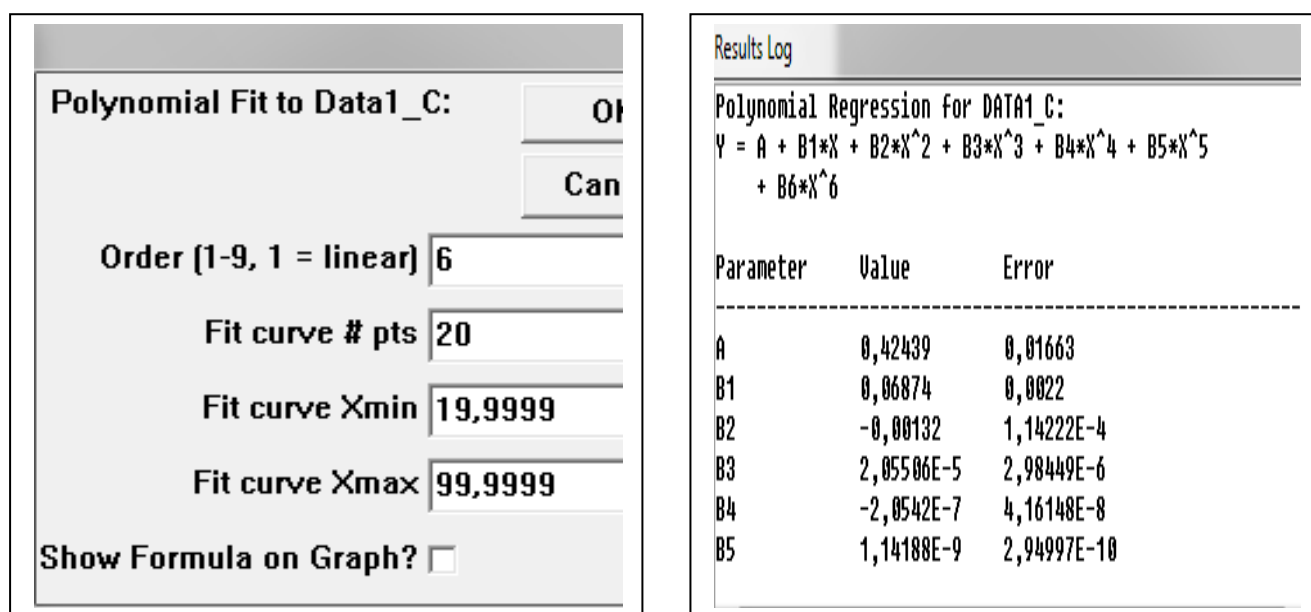 Polynomial Fit to Data1_C:
Order (1-9, 1 = linear) 6
Fit curve # pts 20
Fit curve Xmin 19,9999
Fit curve Xmax 99,9999
Show Formula on Graph?
Results Log
Polynomial Regression for DATA1_C:
Y = A + B1*X + B2*X^2 + B3*X^3 + B4*X^4 + B5*X^5
+ B6*X^6
Parameter Value Error
------------------------------------------------------------
A 0,42439 0,01663
B1 0,06874 0,0022
B2 -0,00132 1,14222E-4
B3 2,05506E-5 2,98449E-6
B4 -2,0542E-7 4,16148E-8
B5 1,14188E-9 2,94997E-10